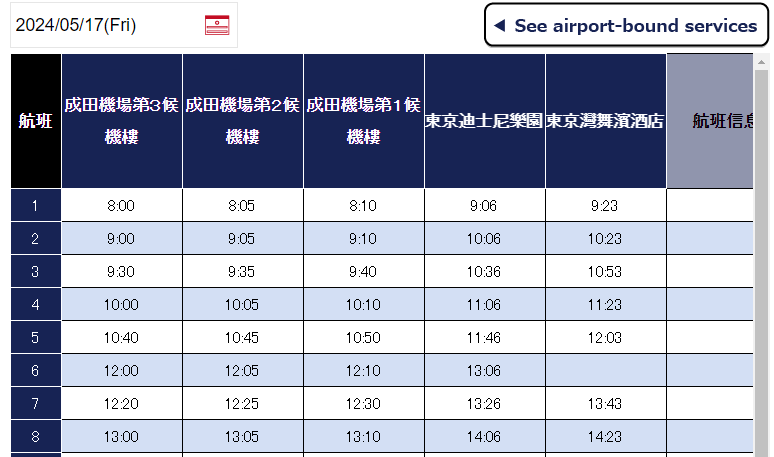 2024/05/17(Fri)
◀ See airport-bound services
航班 成田機場第3候機樓 成田機場第2候機樓 成田機場第1候機樓 東京迪士尼樂園 東京灣舞濱酒店 航班信息
1 8:00 8:05 8:10 9:06 9:23
2 9:00 9:05 9:10 10:06 10:23
3 9:30 9:35 9:40 10:36 10:53
4 10:00 10:05 10:10 11:06 11:23
5 10:40 10:45 10:50 11:46 12:03
6 12:00 12:05 12:10 13:06
7 12:20 12:25 12:30 13:26 13:43
8 13:00 13:05 13:10 14:06 14:23